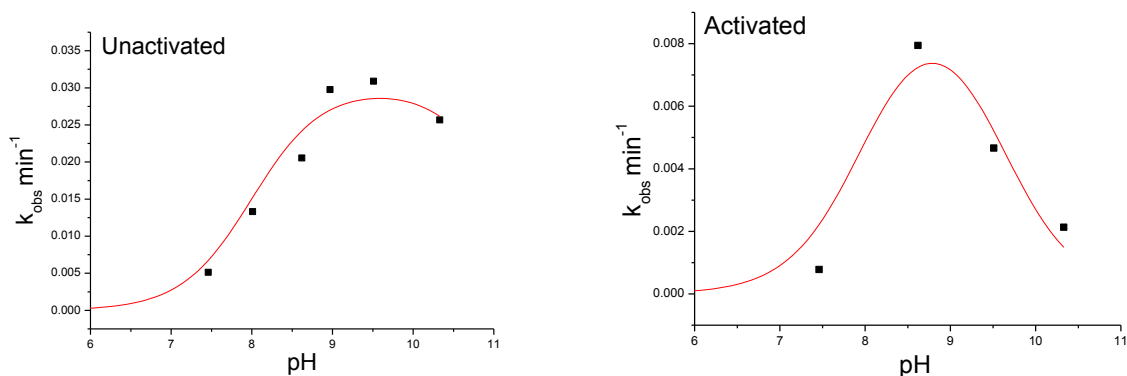 Unactivated
0.035
0.030
0.025
0.020
0.015
0.010
0.005
0.000
k_obs min^-1
6 7 8 9 10 11
pH
Activated
0.008
0.006
0.004
0.002
0.000
k_obs min^-1
6 7 8 9 10 11
pH